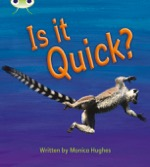 Is it
Quick?
Written by Monica Hughes